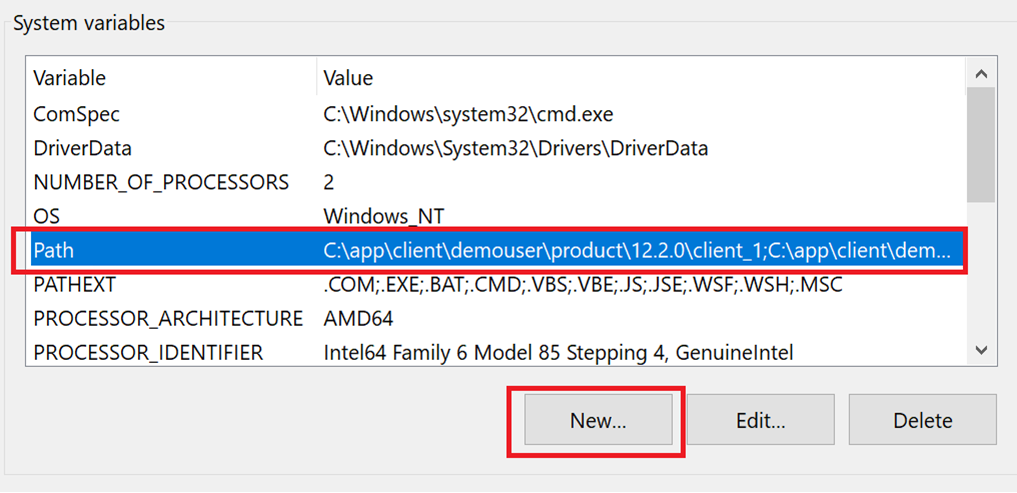 System variables
Variable Value
ComSpec C:\Windows\system32\cmd.exe
DriverData C:\Windows\System32\Drivers\DriverData
NUMBER_OF_PROCESSORS 2
OS Windows_NT
Path C:\app\client\demouser\product\12.2.0\client_1;C:\app\client\dem...
PATHEXT .COM;.EXE;.BAT;.CMD;.VBS;.VBE;.JS;.JSE;.WSF;.WSH;.MSC
PROCESSOR_ARCHITECTURE AMD64
PROCESSOR_IDENTIFIER Intel64 Family 6 Model 85 Stepping 4, GenuineIntel
New... Edit... Delete